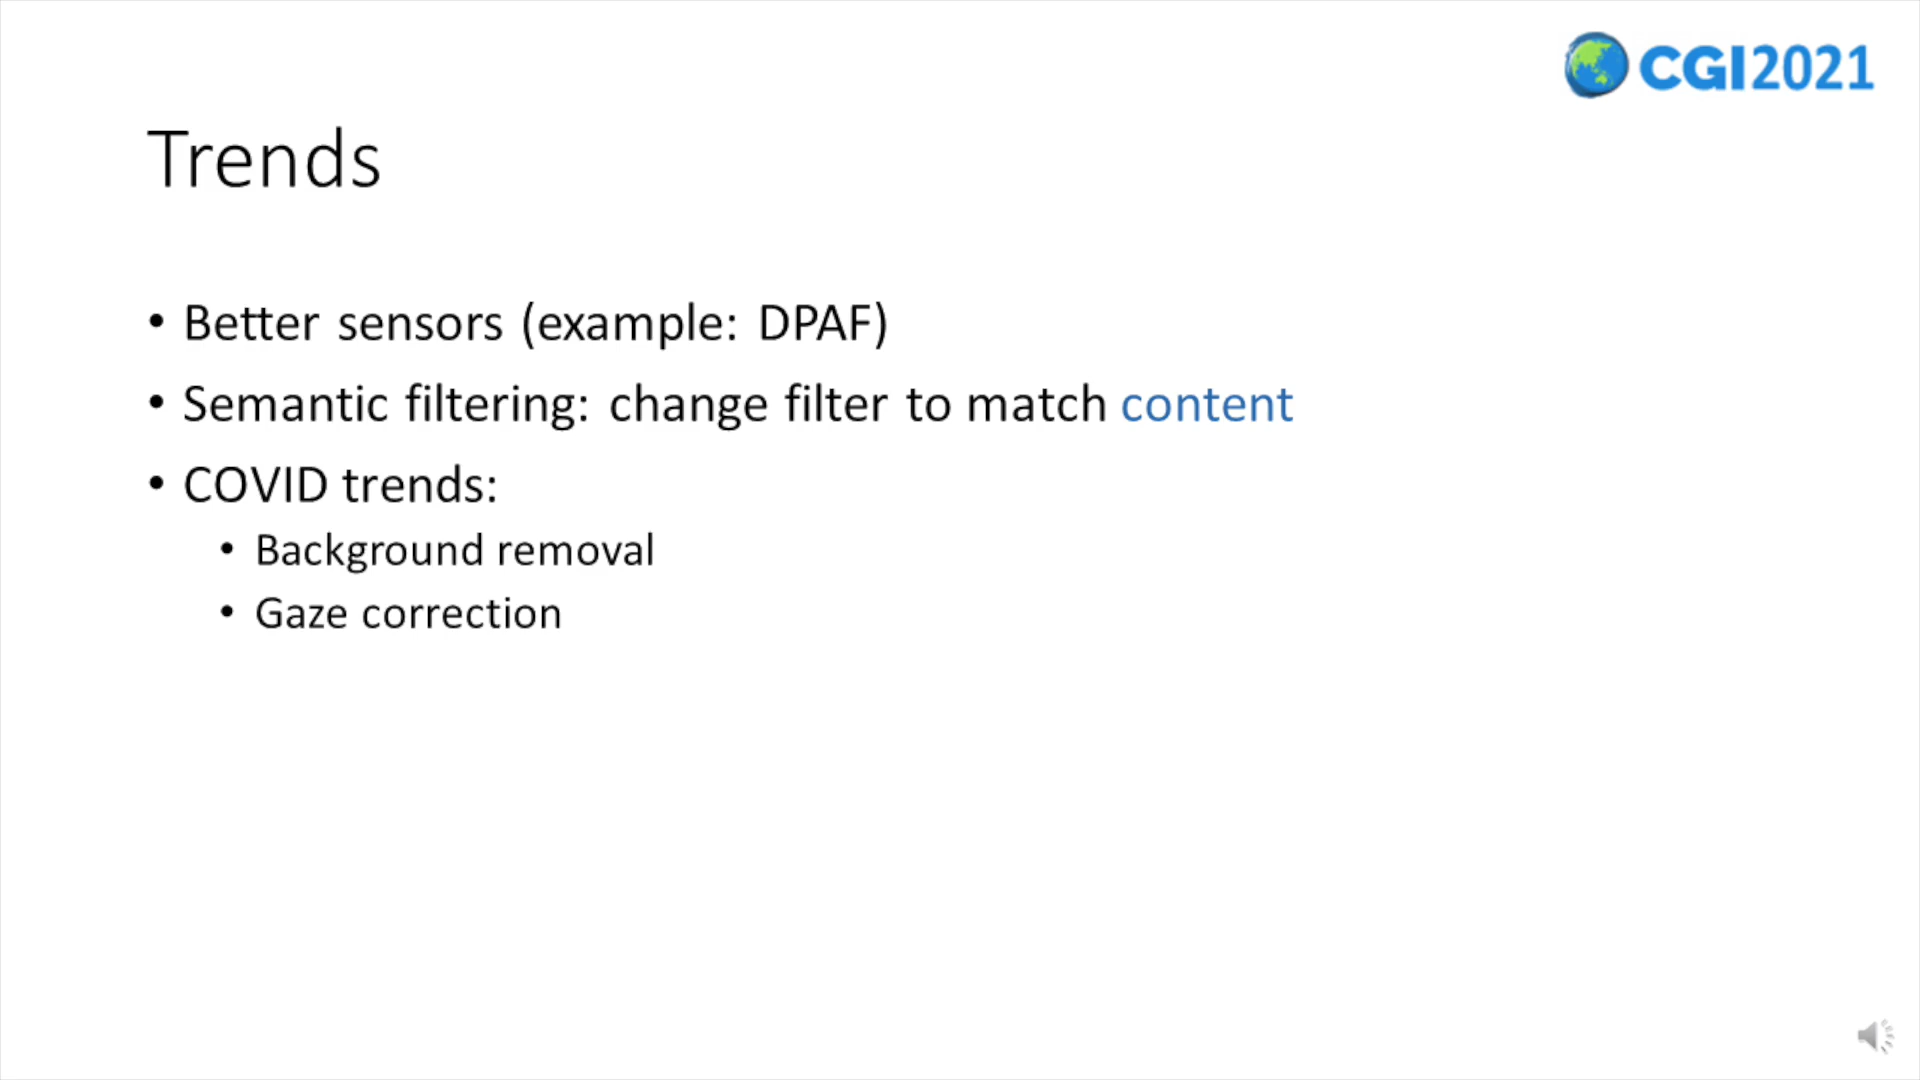 CGI2021
Trends
• Better sensors (example: DPAF)
• Semantic filtering: change filter to match content
• COVID trends:
• Background removal
• Gaze correction